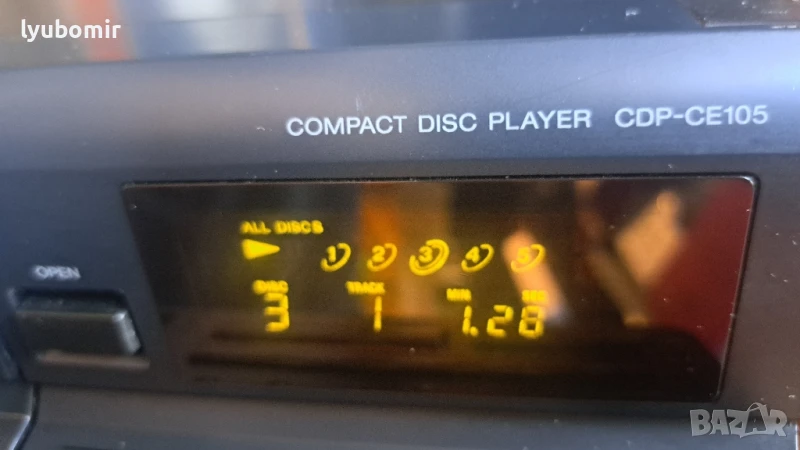 lyubomir
COMPACT DISC PLAYER CDP-CE105
ALL DISCS
1 2 3 4 5
OPEN
DISC TRACK MIN SEC
3 1 1.28
BAZAR